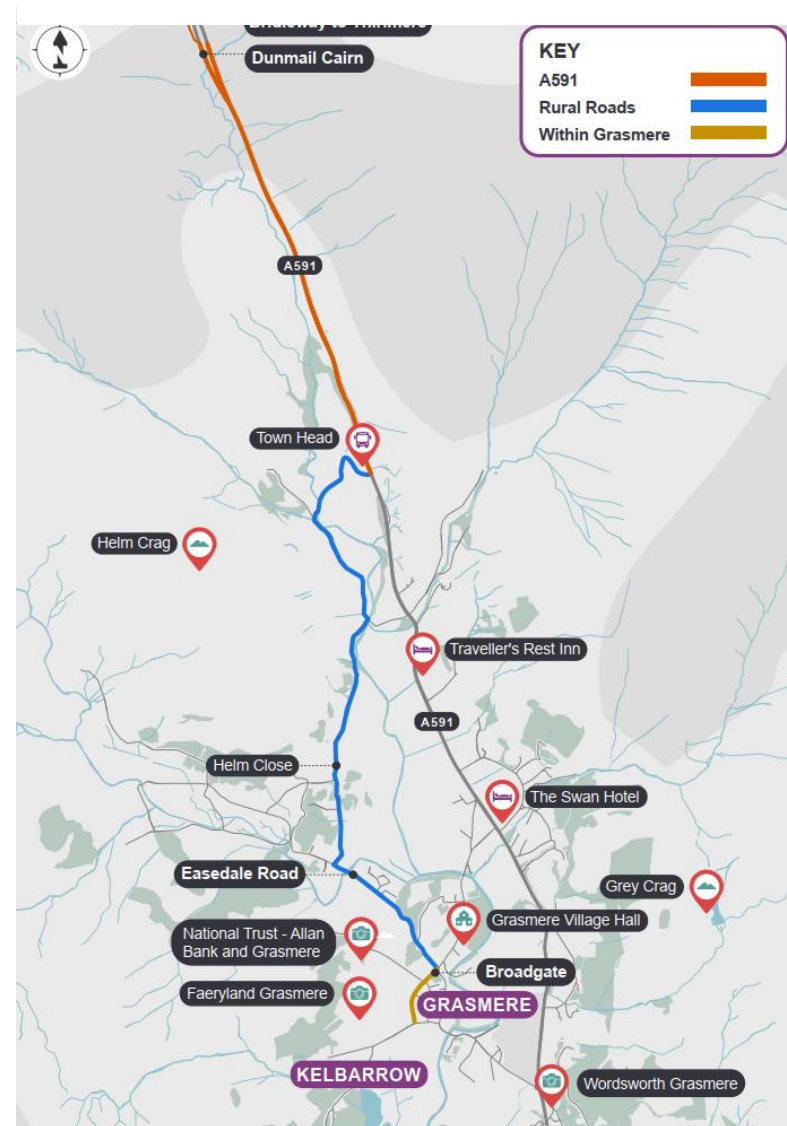 Dunmail Cairn
KEY
A591
Rural Roads
Within Grasmere
N
A591
Town Head
Helm Crag
Traveller's Rest Inn
A591
Helm Close
The Swan Hotel
Easedale Road
Grey Crag
National Trust - Allan
Bank and Grasmere
Grasmere Village Hall
Broadgate
Faeryland Grasmere
GRASMERE
KELBARROW
Wordsworth Grasmere